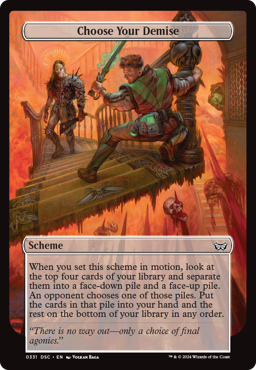 Choose Your Demise
Scheme
When you set this scheme in motion, look at
the top four cards of your library and separate
them into a face-down pile and a face-up pile.
An opponent chooses one of those piles. Put
the cards in that pile into your hand and the
rest on the bottom of your library in any order.
"There is no way out—only a choice of final
agonies."
0331 DSC • EN Volkan Baga
™ & © 2024 Wizards of the Coast